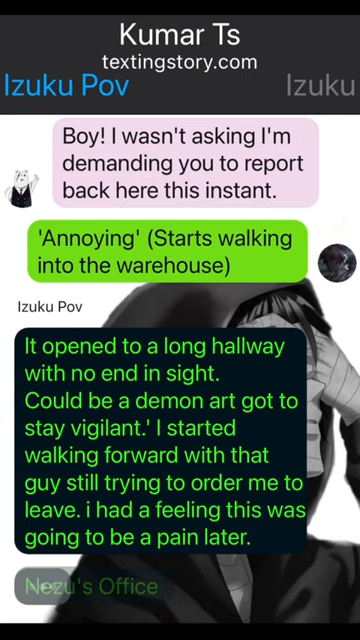 Kumar Ts
textingstory.com
Izuku Pov
Izuku
Boy! I wasn't asking I'm
demanding you to report
back here this instant.
'Annoying' (Starts walking
into the warehouse)
Izuku Pov
It opened to a long hallway
with no end in sight.
Could be a demon art got to
stay vigilant.' I started
walking forward with that
guy still trying to order me to
leave. i had a feeling this was
going to be a pain later.
Nezu's Office